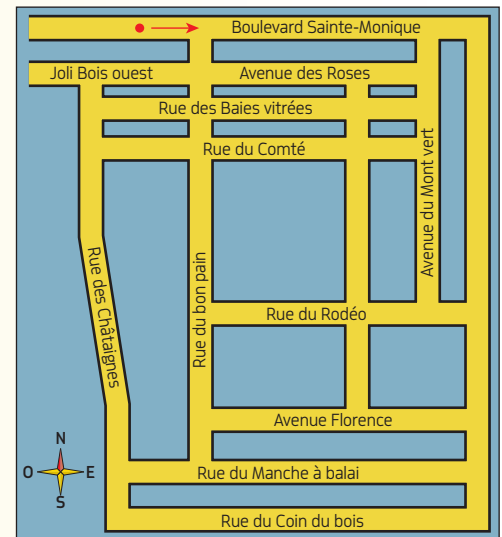 Boulevard Sainte-Monique
Joli Bois ouest
Avenue des Roses
Rue des Baies vitrées
Rue du Comté
Avenue du Mont vert
Rue du bon pain
Rue des Châtaignes
Rue du Rodéo
Avenue Florence
Rue du Manche à balai
Rue du Coin du bois
N
O
E
S